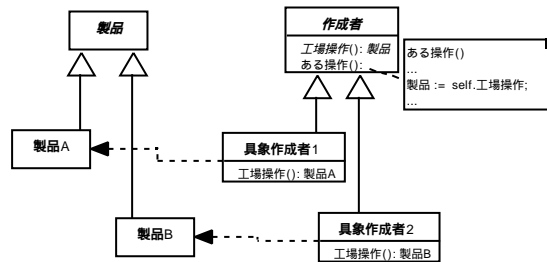 製品
作成者
工場操作(): 製品
ある操作():
ある操作()
...
製品 := self.工場操作;
...
製品A
具象作成者1
工場操作(): 製品A
製品B
具象作成者2
工場操作(): 製品B